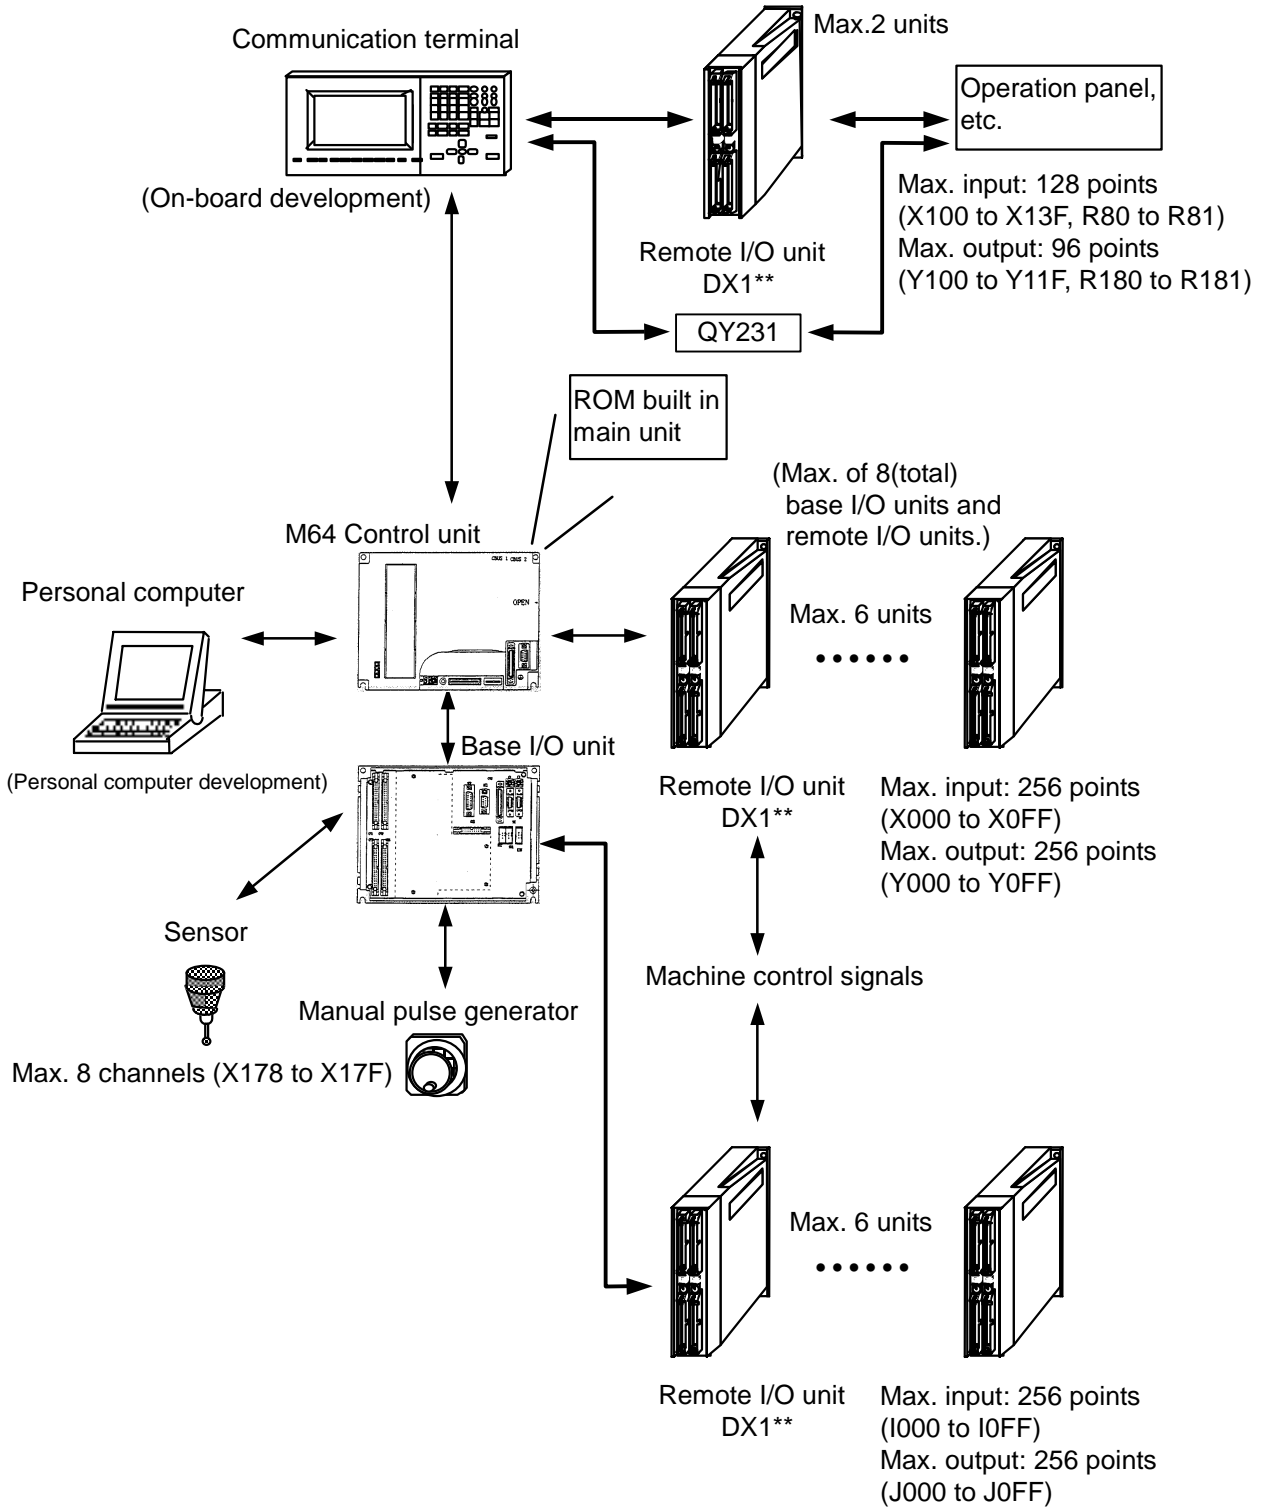 Max.2 units
Communication terminal
Operation panel,
etc.
(On-board development)
Max. input: 128 points
(X100 to X13F, R80 to R81)
Max. output: 96 points
(Y100 to Y11F, R180 to R181)
Remote I/O unit
DX1**
QY231
ROM built in
main unit
(Max. of 8(total)
base I/O units and
remote I/O units.)
M64 Control unit
CBUS 1 CBUS 2
OPEN
Personal computer
Max. 6 units
(Personal computer development)
Base I/O unit
Remote I/O unit
DX1**
Max. input: 256 points
(X000 to X0FF)
Max. output: 256 points
(Y000 to Y0FF)
Sensor
Machine control signals
Manual pulse generator
Max. 8 channels (X178 to X17F)
Max. 6 units
Remote I/O unit
DX1**
Max. input: 256 points
(I000 to I0FF)
Max. output: 256 points
(J000 to J0FF)